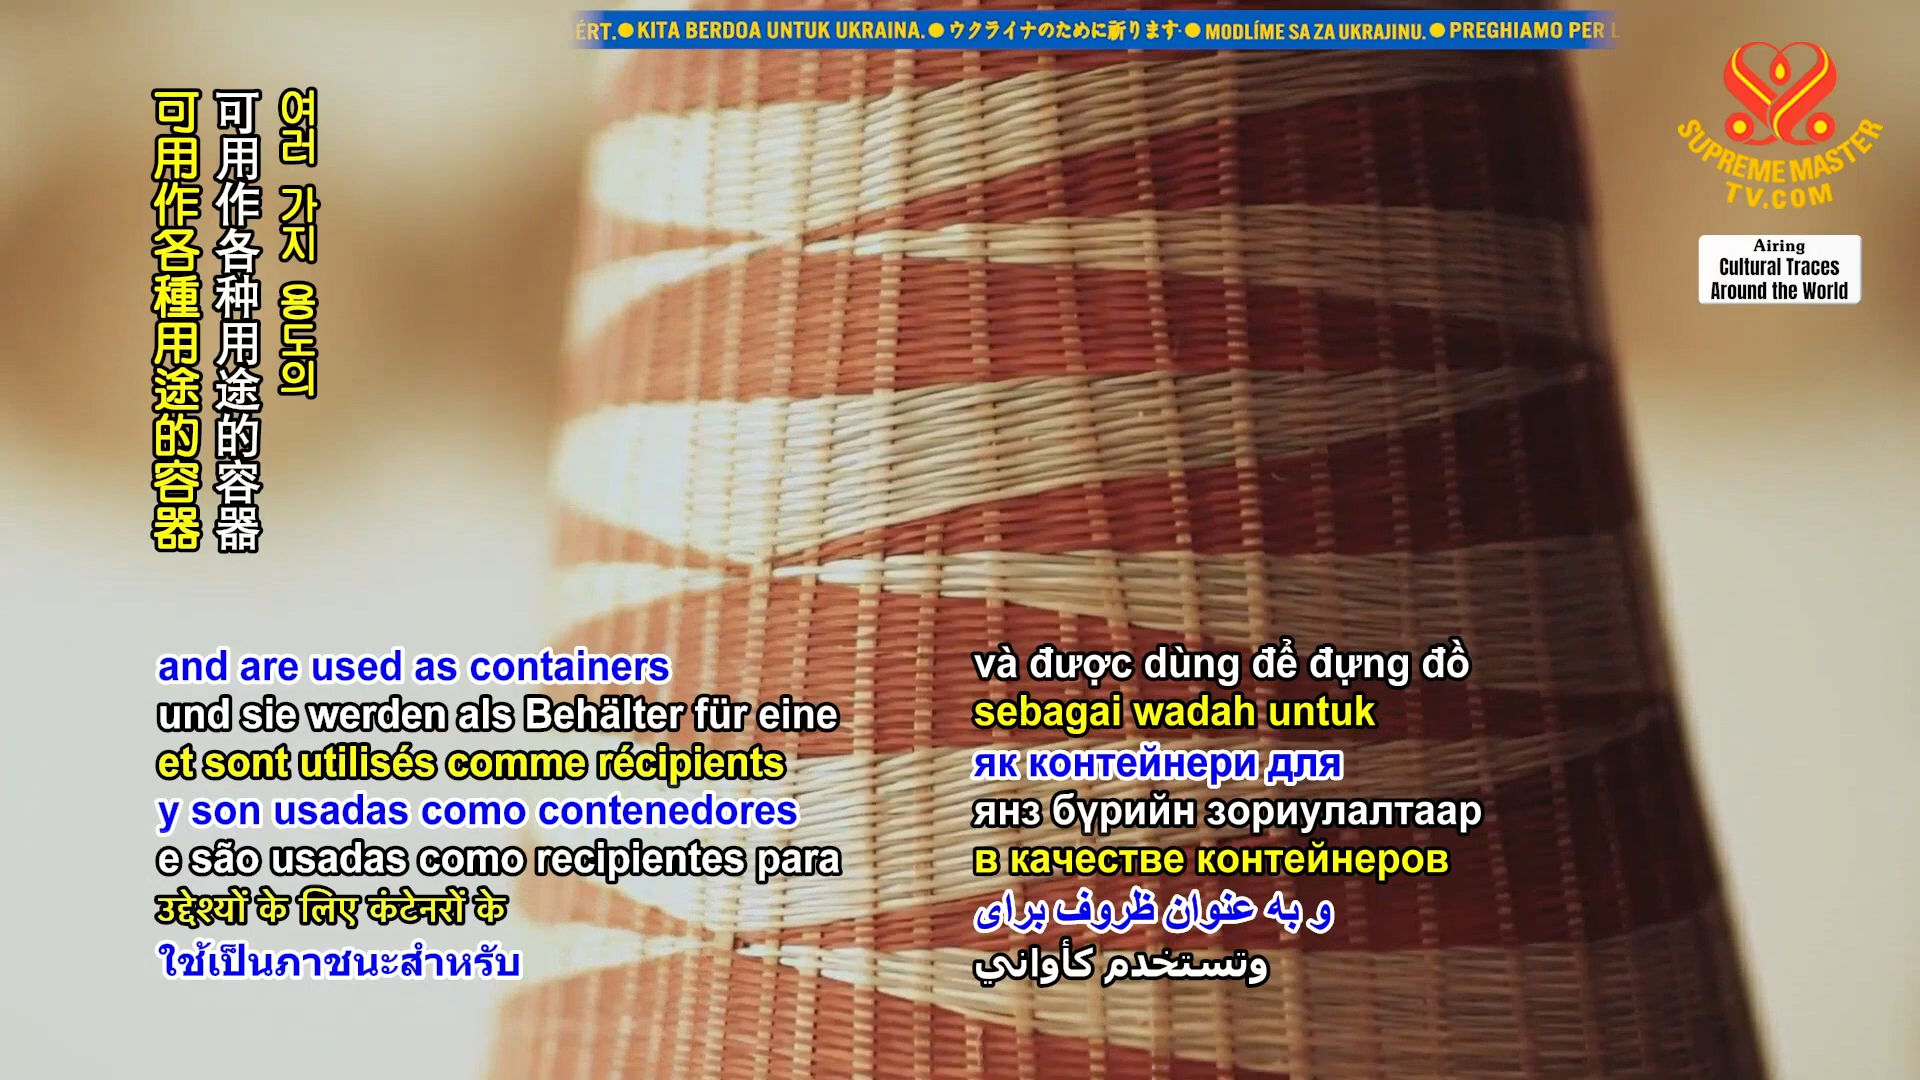 ÉRT.●KITA BERDOA UNTUK UKRAINA.●ウクライナのために祈ります●MODLÍME SA ZA UKRAJINU.●PREGHIAMO PER
SUPREME MASTER
TV.COM
Airing
Cultural Traces
Around the World
여러 가지 용도의
可用作各种用途的容器
可用作各種用途的容器
and are used as containers
und sie werden als Behälter für eine
et sont utilisés comme récipients
y son usadas como contenedores
e são usadas como recipientes para
उद्देश्यों के लिए कंटेनरों के
ใช้เป็นภาชนะสำหรับ
và được dùng để đựng đồ
sebagai wadah untuk
як контейнери для
янз бүрийн зориулалтаар
в качестве контейнеров
و به عنوان ظروف برای
وتستخدم كأواني